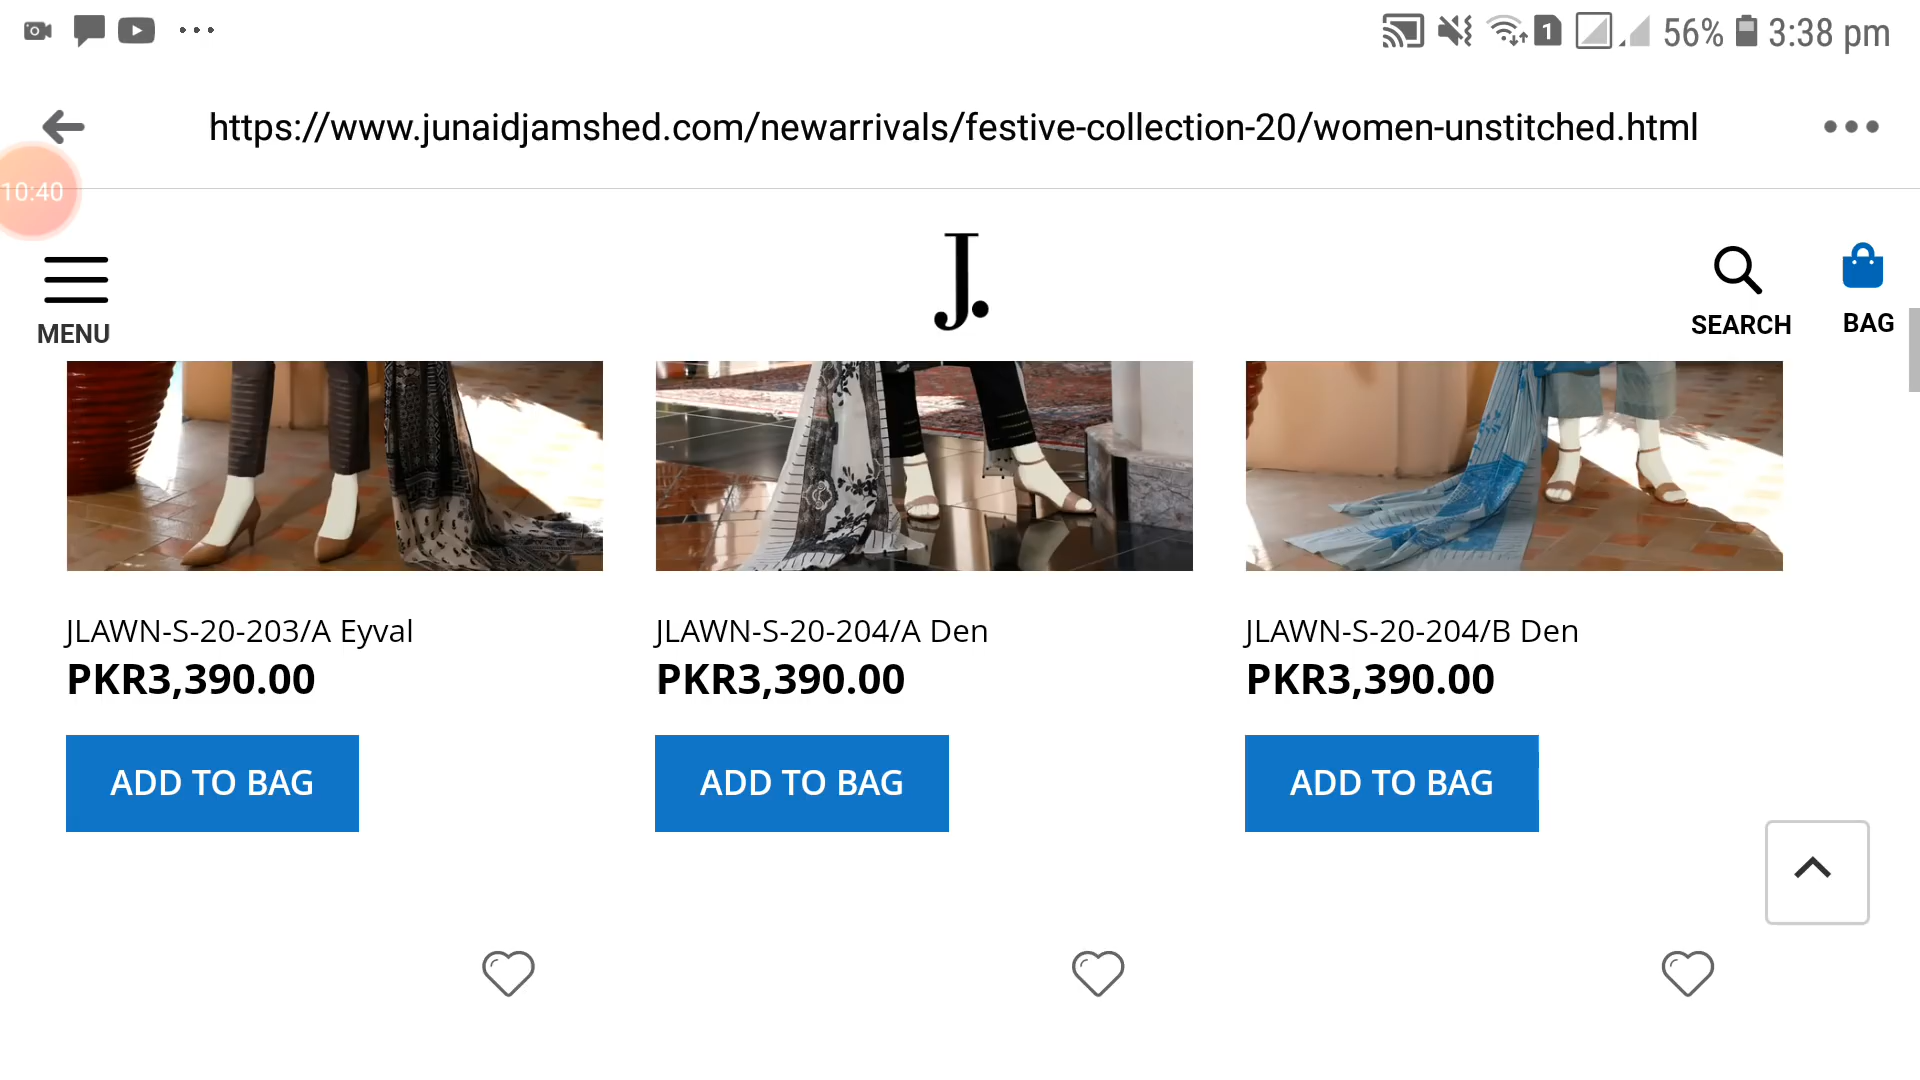 1 56% 3:38 pm
https://www.junaidjamshed.com/newarrivals/festive-collection-20/women-unstitched.html
10:40
MENU
J.
SEARCH
BAG
JLAWN-S-20-203/A Eyval
PKR3,390.00
ADD TO BAG
JLAWN-S-20-204/A Den
PKR3,390.00
ADD TO BAG
JLAWN-S-20-204/B Den
PKR3,390.00
ADD TO BAG